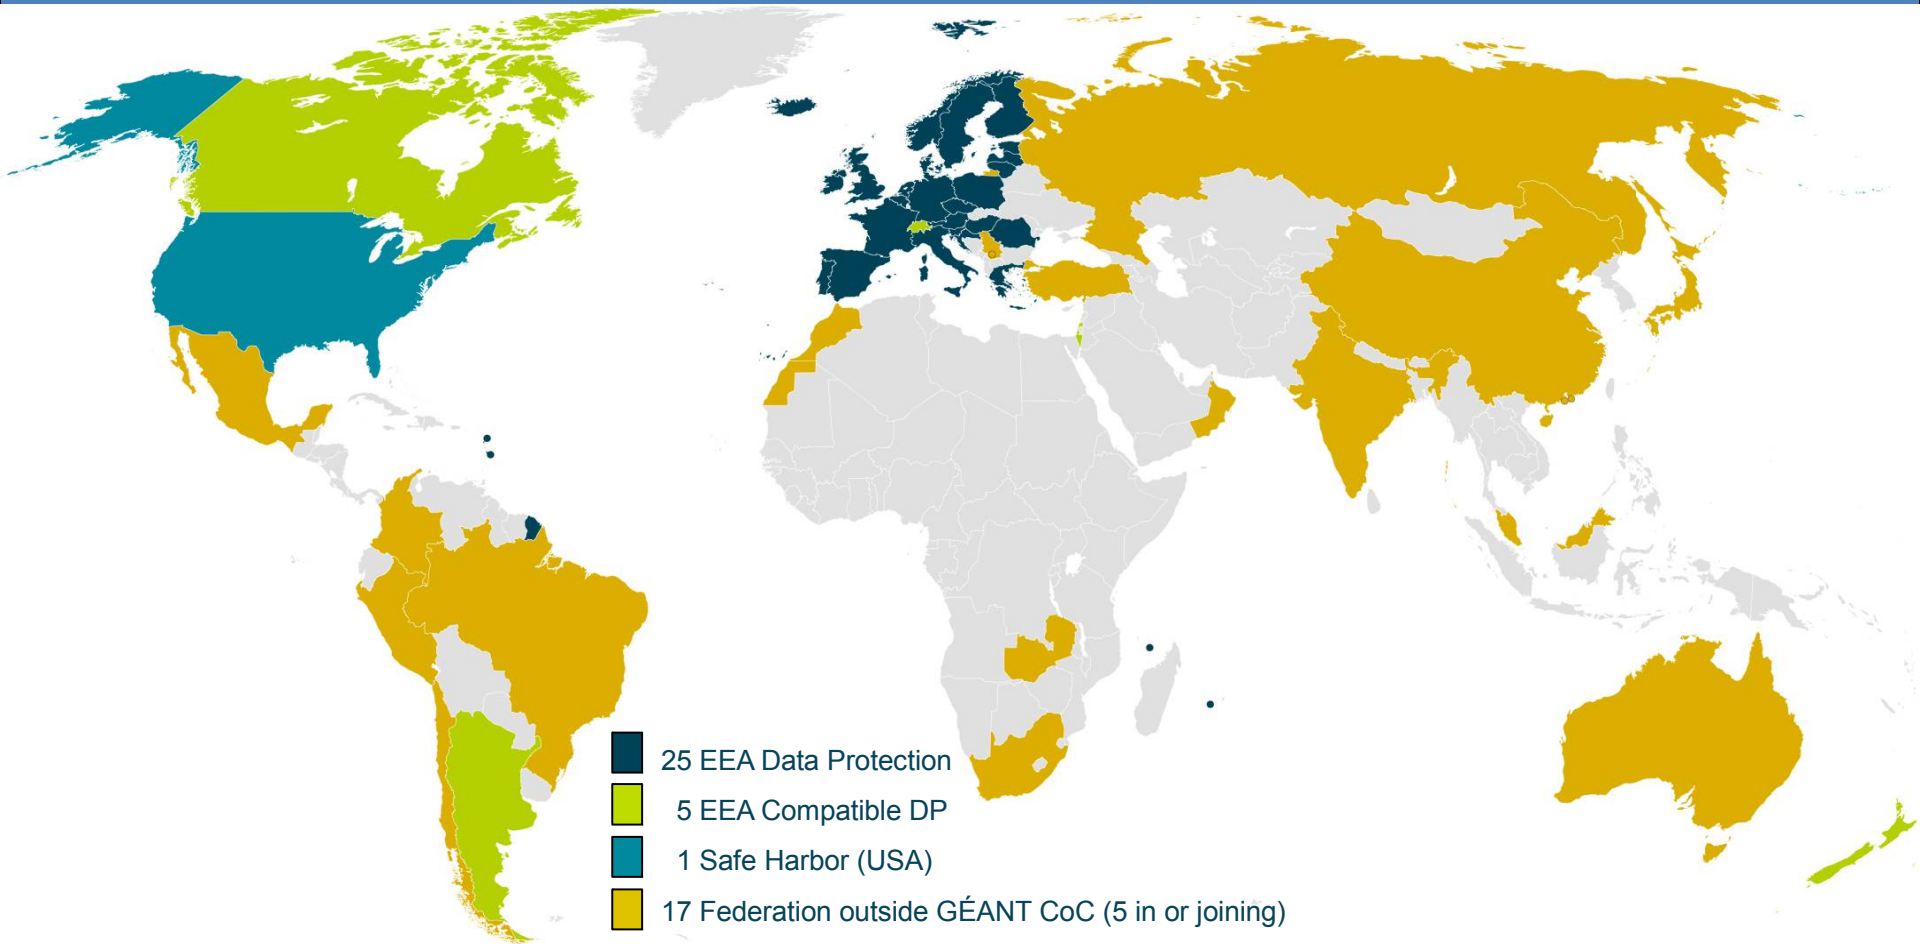 25 EEA Data Protection
5 EEA Compatible DP
1 Safe Harbor (USA)
17 Federation outside GÉANT CoC (5 in or joining)